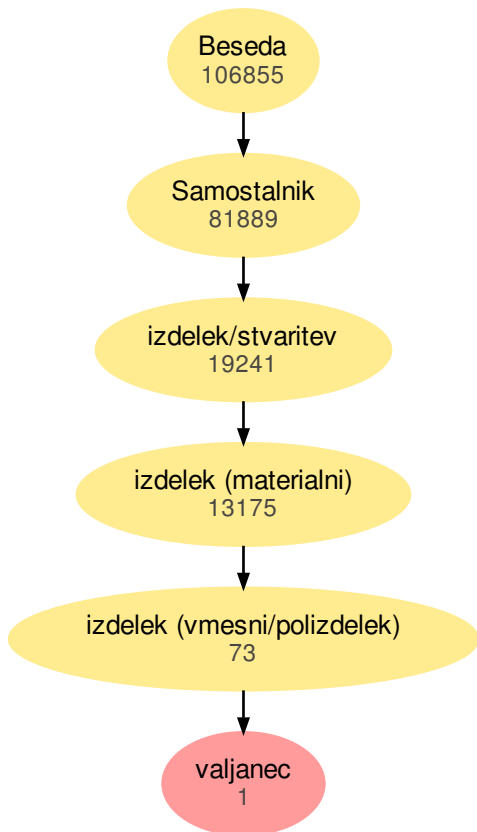 Beseda
106855
Samostalnik
81889
izdelek/stvaritev
19241
izdelek (materialni)
13175
izdelek (vmesni/polizdelek)
73
valjanec
1